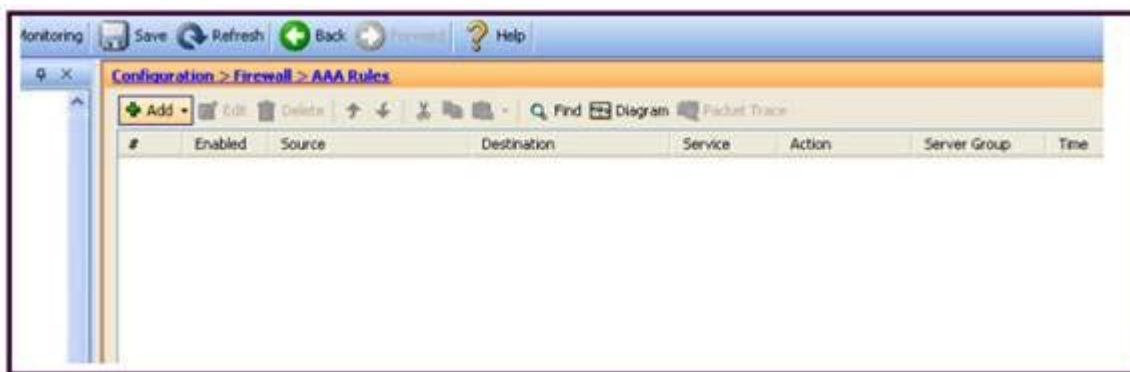 Monitoring Save Refresh Back Forward Help
Configuration > Firewall > AAA Rules
Add Edit Delete Find Diagram Packet Trace
# Enabled Source Destination Service Action Server Group Time